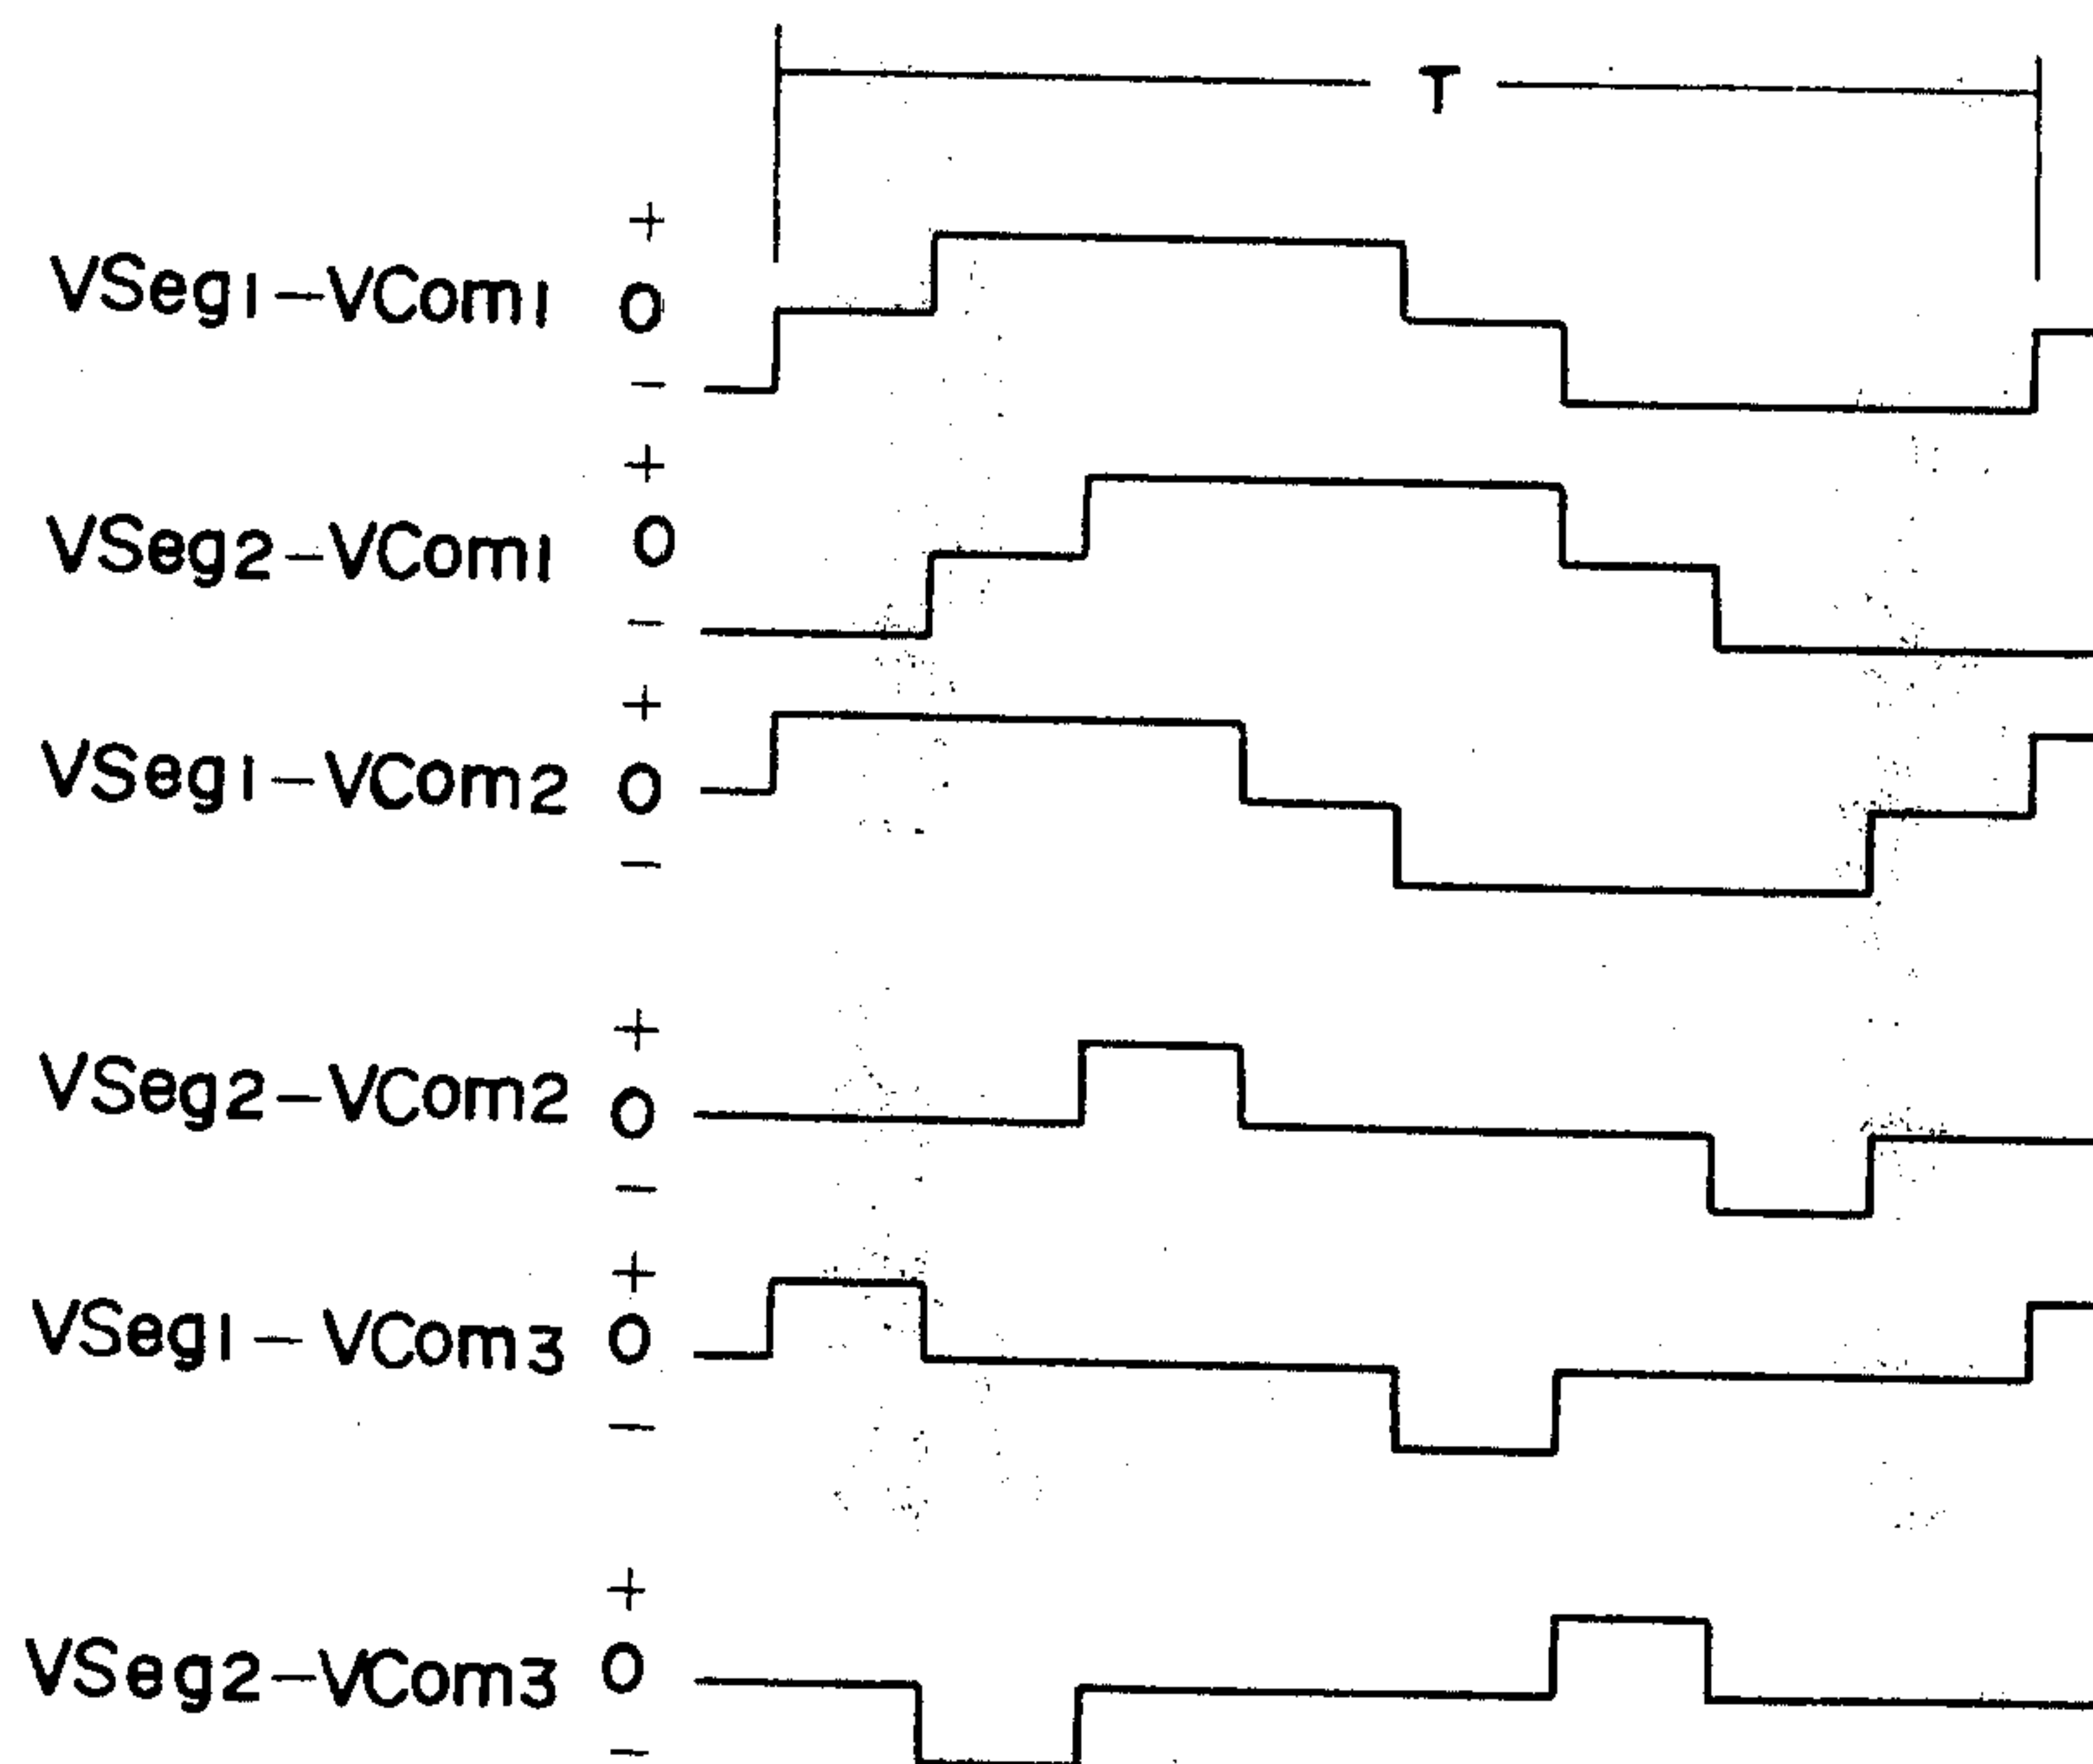 T
+
VSeg1-VCom1 0
-
+
VSeg2-VCom1 0
-
+
VSeg1-VCom2 0
-
+
VSeg2-VCom2 0
-
+
VSeg1-VCom3 0
-
+
VSeg2-VCom3 0
-